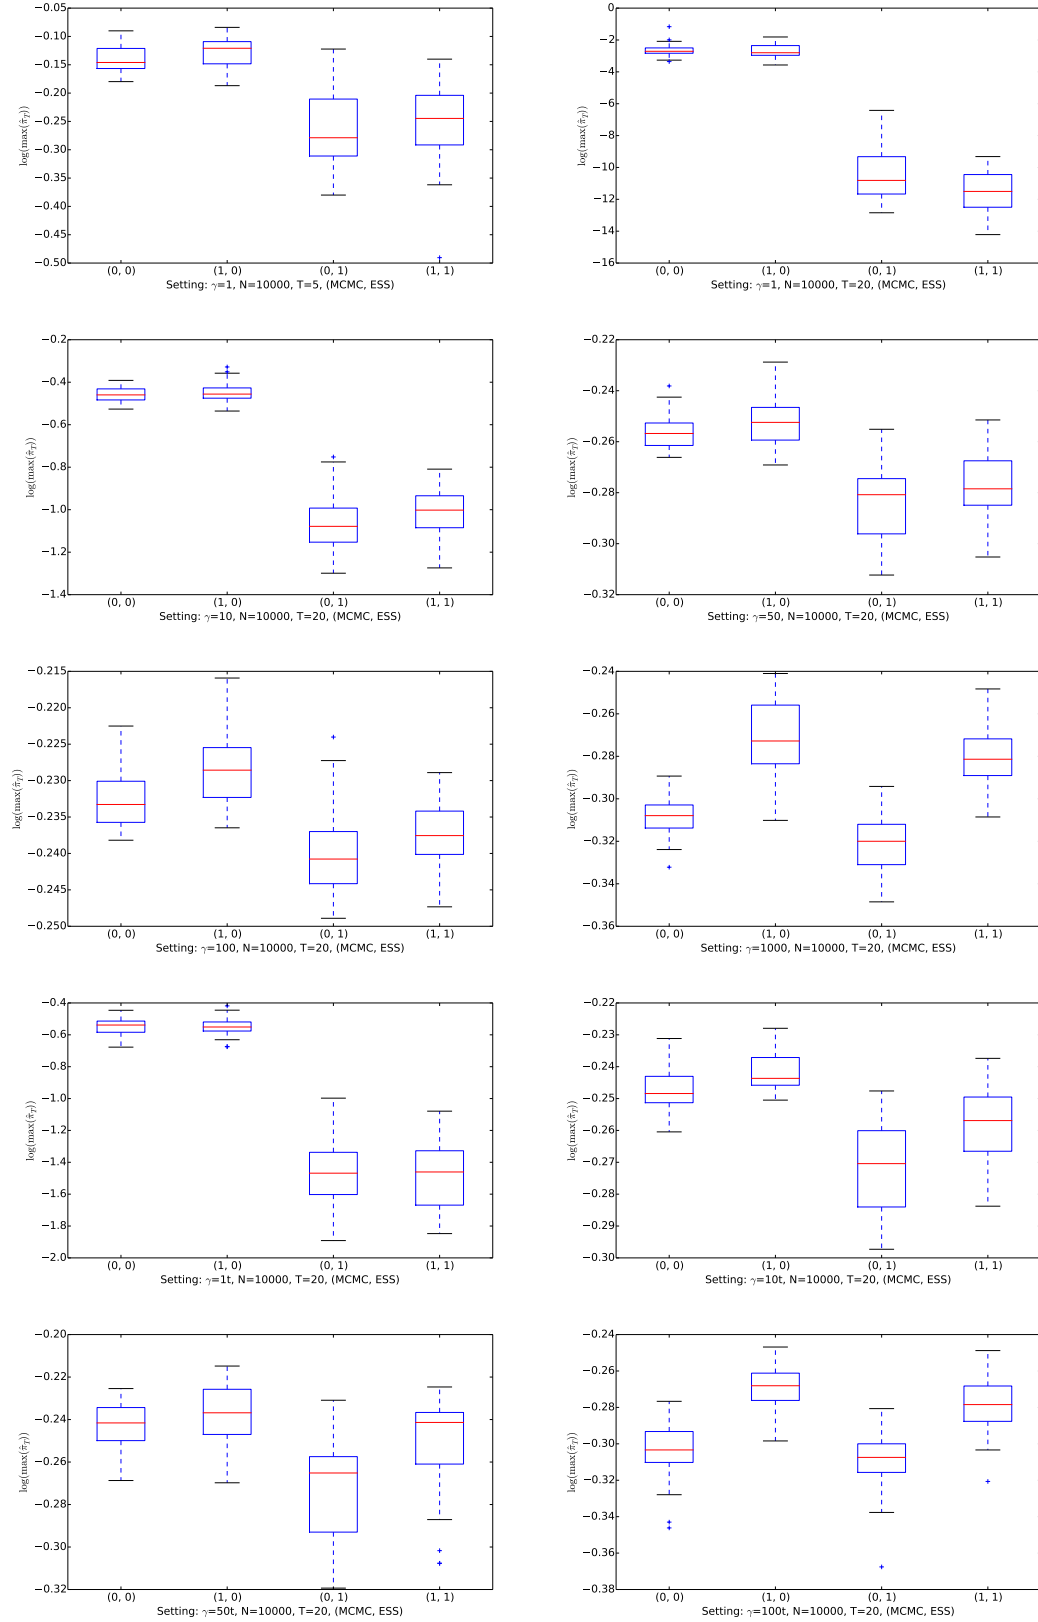 −0.05
−0.10
−0.15
−0.20
−0.25
−0.30
−0.35
−0.40
−0.45
−0.50
log(max(π̂_T))
(0, 0) (1, 0) (0, 1) (1, 1)
Setting: γ=1, N=10000, T=5, (MCMC, ESS)
0
−2
−4
−6
−8
−10
−12
−14
−16
log(max(π̂_T))
(0, 0) (1, 0) (0, 1) (1, 1)
Setting: γ=1, N=10000, T=20, (MCMC, ESS)
−0.2
−0.4
−0.6
−0.8
−1.0
−1.2
−1.4
log(max(π̂_T))
(0, 0) (1, 0) (0, 1) (1, 1)
Setting: γ=10, N=10000, T=20, (MCMC, ESS)
−0.22
−0.24
−0.26
−0.28
−0.30
−0.32
log(max(π̂_T))
(0, 0) (1, 0) (0, 1) (1, 1)
Setting: γ=50, N=10000, T=20, (MCMC, ESS)
−0.215
−0.220
−0.225
−0.230
−0.235
−0.240
−0.245
−0.250
log(max(π̂_T))
(0, 0) (1, 0) (0, 1) (1, 1)
Setting: γ=100, N=10000, T=20, (MCMC, ESS)
−0.24
−0.26
−0.28
−0.30
−0.32
−0.34
−0.36
log(max(π̂_T))
(0, 0) (1, 0) (0, 1) (1, 1)
Setting: γ=1000, N=10000, T=20, (MCMC, ESS)
−0.4
−0.6
−0.8
−1.0
−1.2
−1.4
−1.6
−1.8
−2.0
log(max(π̂_T))
(0, 0) (1, 0) (0, 1) (1, 1)
Setting: γ=1t, N=10000, T=20, (MCMC, ESS)
−0.22
−0.23
−0.24
−0.25
−0.26
−0.27
−0.28
−0.29
−0.30
log(max(π̂_T))
(0, 0) (1, 0) (0, 1) (1, 1)
Setting: γ=10t, N=10000, T=20, (MCMC, ESS)
−0.20
−0.22
−0.24
−0.26
−0.28
−0.30
−0.32
log(max(π̂_T))
(0, 0) (1, 0) (0, 1) (1, 1)
Setting: γ=50t, N=10000, T=20, (MCMC, ESS)
−0.24
−0.26
−0.28
−0.30
−0.32
−0.34
−0.36
−0.38
log(max(π̂_T))
(0, 0) (1, 0) (0, 1) (1, 1)
Setting: γ=100t, N=10000, T=20, (MCMC, ESS)